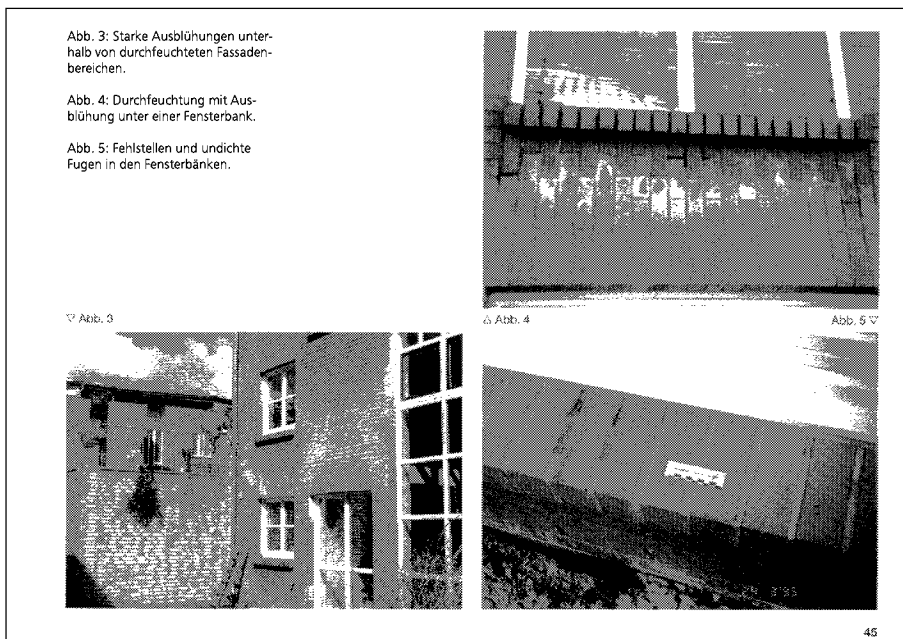 Abb. 3: Starke Ausblühungen unter-
halb von durchfeuchteten Fassaden-
bereichen.
Abb. 4: Durchfeuchtung mit Aus-
blühung unter einer Fensterbank.
Abb. 5: Fehlstellen und undichte
Fugen in den Fensterbänken.
▽ Abb. 3
△ Abb. 4
Abb. 5 ▽
45